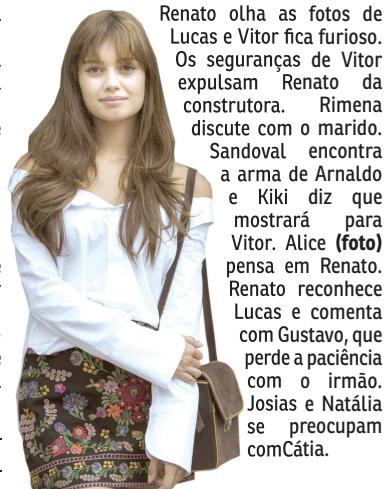 Renato olha as fotos de
Lucas e Vitor fica furioso.
Os seguranças de Vitor
expulsam Renato da
construtora. Rimena
discute com o marido.
Sandoval encontra
a arma de Arnaldo
e Kiki diz que
mostrará para
Vitor. Alice (foto)
pensa em Renato.
Renato reconhece
Lucas e comenta
com Gustavo, que
perde a paciência
com o irmão.
Josias e Natália
se preocupam
comCátia.